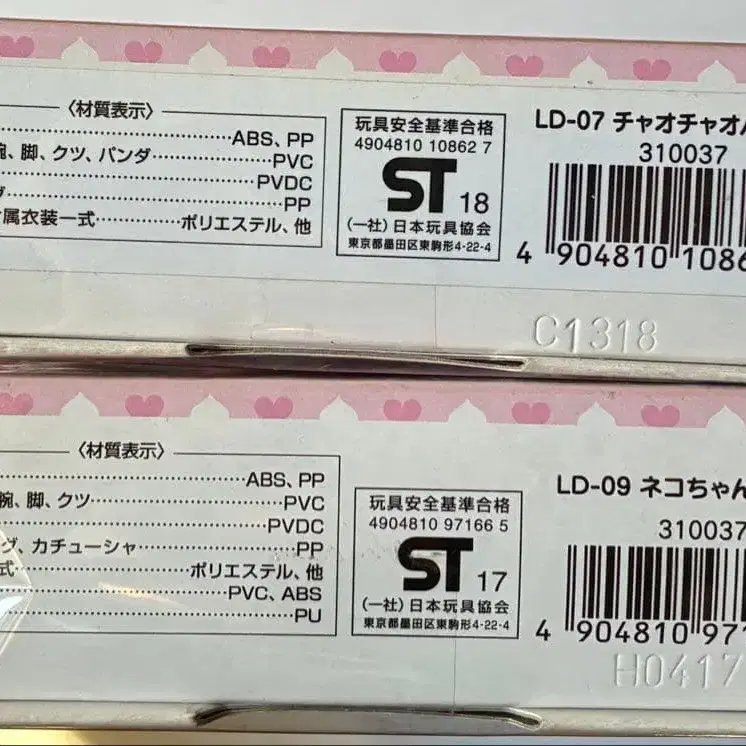 〈材質表示〉
ABS、PP
腕、脚、クツ、パンダ PVC
PVDC
PP
属衣装一式 ポリエステル、他
玩具安全基準合格
4904810 10862 7
ST 18
(一社)日本玩具協会
東京都墨田区東駒形4-22-4
LD-07 チャオチャオ
310037
4 904810 1086
C1318
〈材質表示〉
ABS、PP
腕、脚、クツ PVC
PVDC
グ、カチューシャ PP
式 ポリエステル、他
PVC、ABS
PU
玩具安全基準合格
4904810 97166 5
ST 17
(一社)日本玩具協会
東京都墨田区東駒形4-22-4
LD-09 ネコちゃん
310037
4 904810 971
H0417